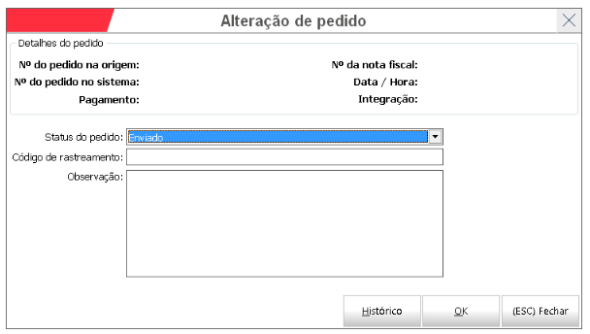 Alteração de pedido
Detalhes do pedido
Nº do pedido na origem: Nº da nota fiscal:
Nº do pedido no sistema: Data / Hora:
Pagamento: Integração:
Status do pedido: Enviado
Código de rastreamento:
Observação:
Histórico OK (ESC) Fechar